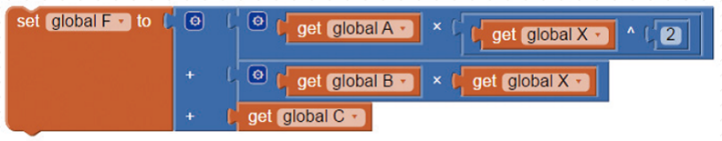 set global F to get global A × get global X ^ 2
+ get global B × get global X
+ get global C